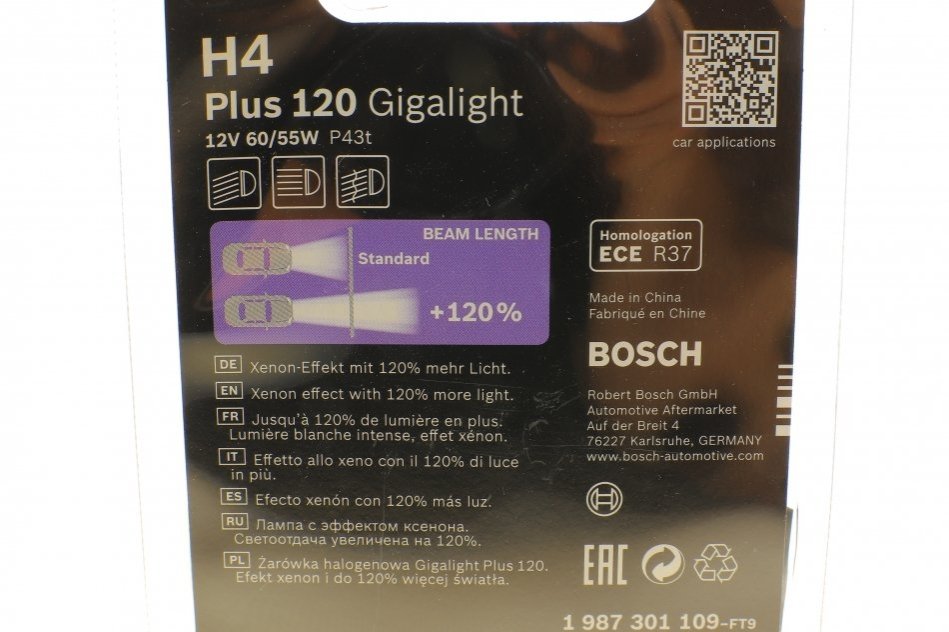 H4
Plus 120 Gigalight
12V 60/55W P43t
car applications
BEAM LENGTH
Standard
+120%
Homologation
ECE R37
Made in China
Fabriqué en Chine
BOSCH
Robert Bosch GmbH
Automotive Aftermarket
Auf der Breit 4
76227 Karlsruhe, GERMANY
www.bosch-automotive.com
DE Xenon-Effekt mit 120% mehr Licht.
EN Xenon effect with 120% more light.
FR Jusqu'à 120% de lumière en plus.
Lumière blanche intense, effet xénon.
IT Effetto allo xeno con il 120% di luce
in più.
ES Efecto xenón con 120% más luz.
RU Лампа с эффектом ксенона.
Светоотдача увеличена на 120%.
PL Żarówka halogenowa Gigalight Plus 120.
Efekt xenon i do 120% więcej światła.
EAC
1 987 301 109-FT9